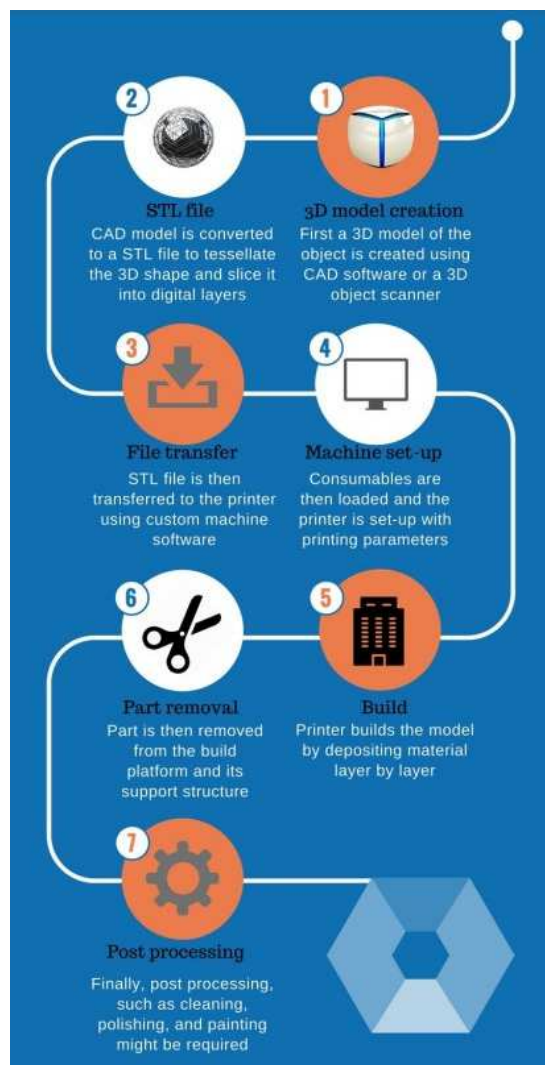 1
3D model creation
First a 3D model of the
object is created using
CAD software or a 3D
object scanner
2
STL file
CAD model is converted
to a STL file to tessellate
the 3D shape and slice it
into digital layers
3
File transfer
STL file is then
transferred to the printer
using custom machine
software
4
Machine set-up
Consumables are
then loaded and the
printer is set-up with
printing parameters
5
Build
Printer builds the model
by depositing material
layer by layer
6
Part removal
Part is then removed
from the build
platform and its
support structure
7
Post processing
Finally, post processing,
such as cleaning,
polishing, and painting
might be required